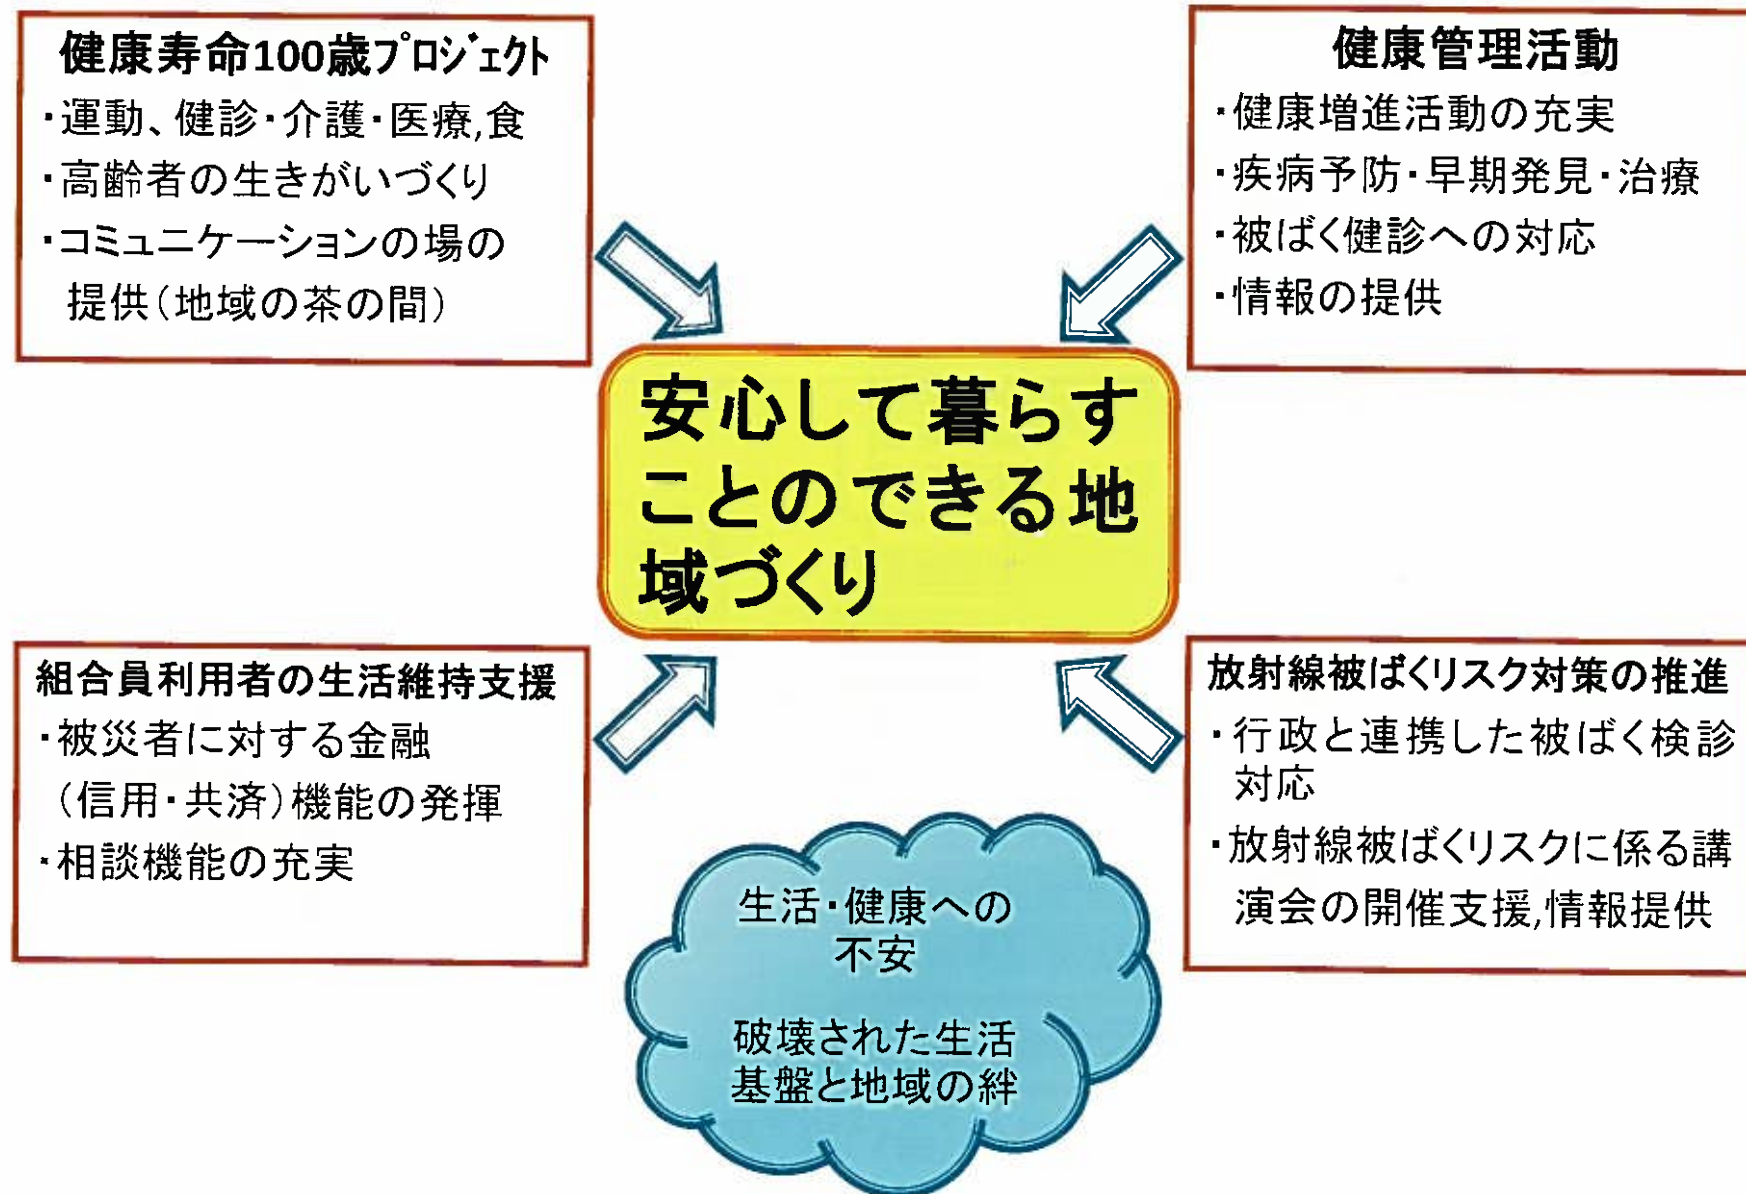 健康寿命100歳プロジェクト
・運動、健診・介護・医療,食
・高齢者の生きがいづくり
・コミュニケーションの場の
提供(地域の茶の間)
健康管理活動
・健康増進活動の充実
・疾病予防・早期発見・治療
・被ばく健診への対応
・情報の提供
安心して暮らす
ことのできる地
域づくり
組合員利用者の生活維持支援
・被災者に対する金融
(信用・共済)機能の発揮
・相談機能の充実
放射線被ばくリスク対策の推進
・行政と連携した被ばく検診
対応
・放射線被ばくリスクに係る講
演会の開催支援,情報提供
生活・健康への
不安
破壊された生活
基盤と地域の絆